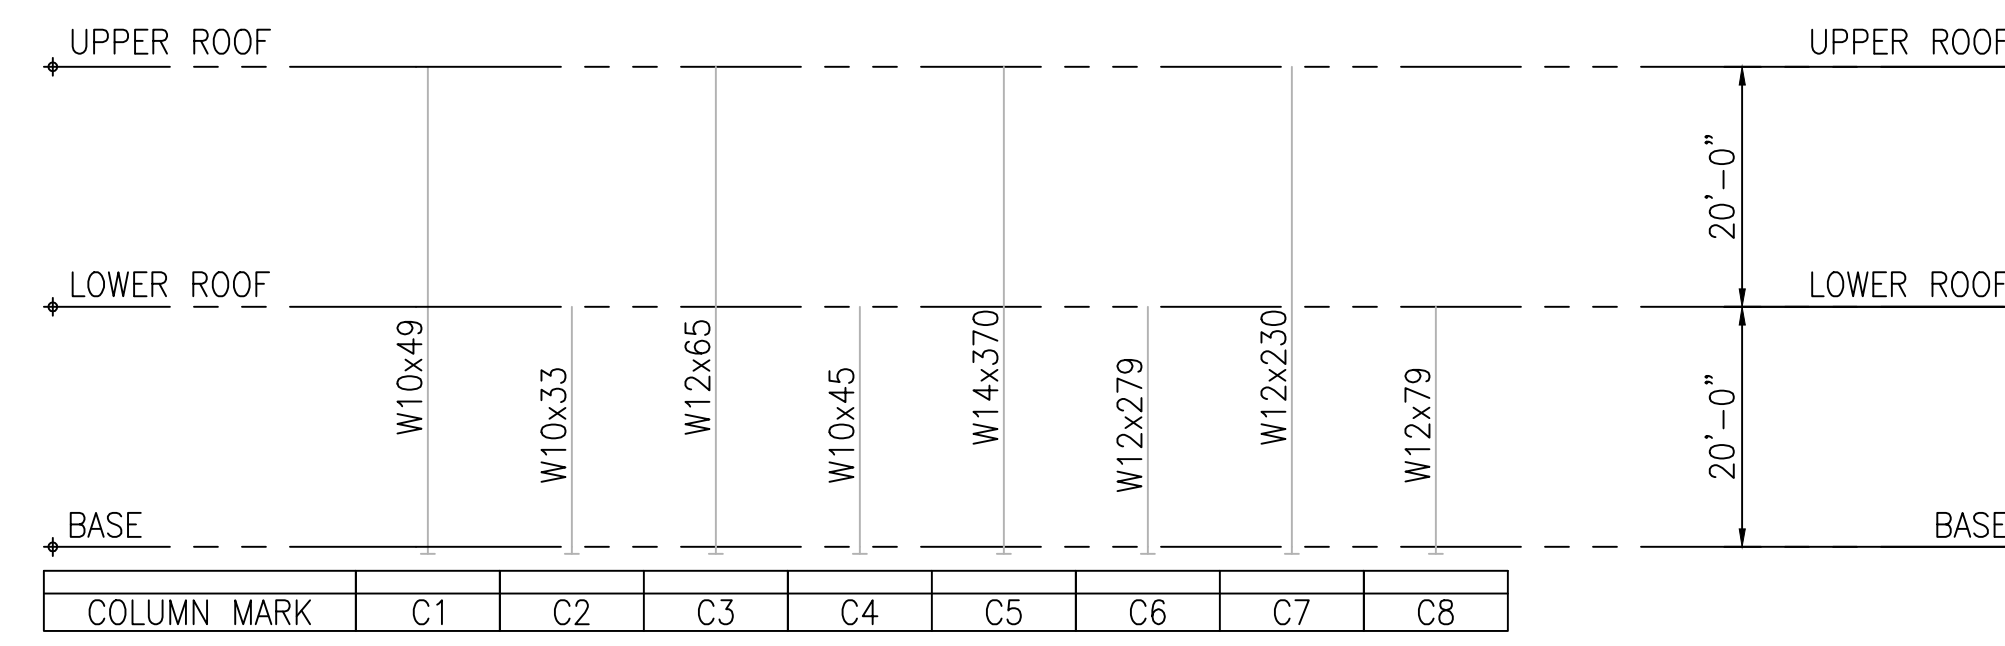 UPPER ROOF UPPER ROOF
20'-0"
LOWER ROOF LOWER ROOF
W10x49 W10x33 W12x65 W10x45 W14x370 W12x279 W12x230 W12x79 20'-0"
BASE BASE
COLUMN MARK C1 C2 C3 C4 C5 C6 C7 C8